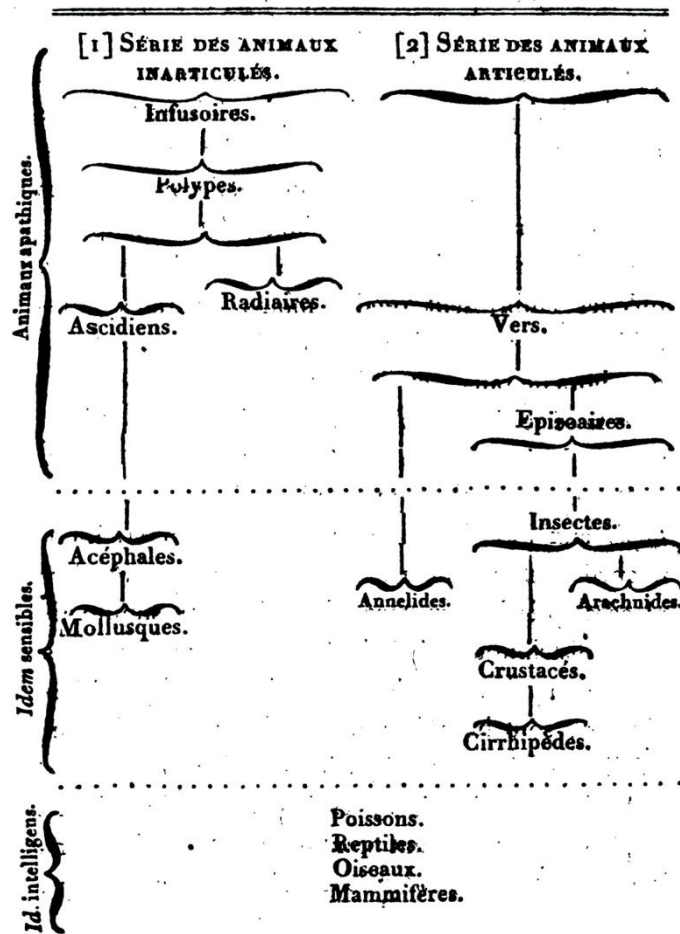 [1] SÉRIE DES ANIMAUX
INARTICULÉS.
[2] SÉRIE DES ANIMAUX
ARTICULÉS.
Animaux apathiques.
Infusoires.
Polypes.
Radiaires.
Ascidiens.
Vers.
Epizoaires.
Idem sensibles.
Insectes.
Acéphales.
Annelides.
Arachnides.
Mollusques.
Crustacés.
Cirrhipèdes.
Id. intelligens.
Poissons.
Reptiles.
Oiseaux.
Mammifères.